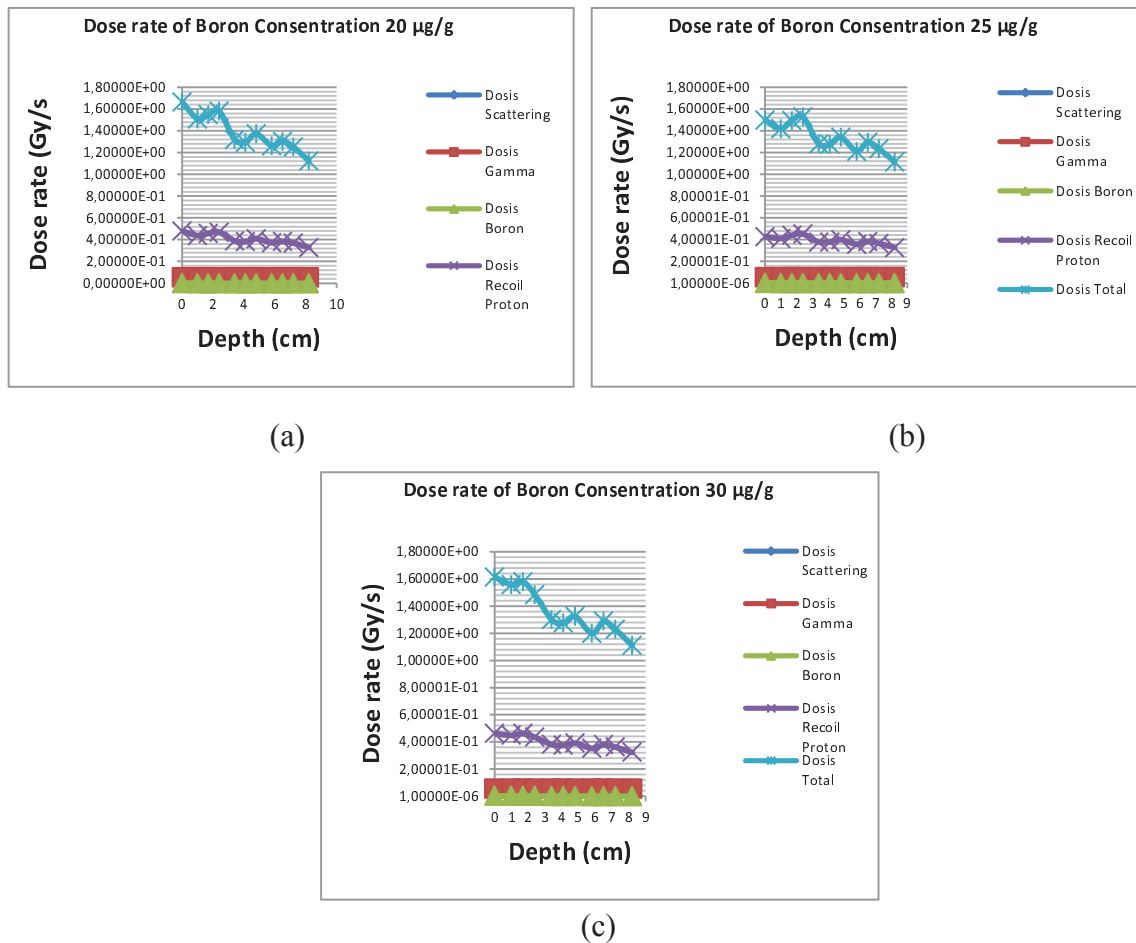 Dose rate of Boron Consentration 20 µg/g
Dose rate (Gy/s)
1,80000E+00
1,60000E+00
1,40000E+00
1,20000E+00
1,00000E+00
8,00000E-01
6,00000E-01
4,00000E-01
2,00000E-01
0,00000E+00
0 2 4 6 8 10
Depth (cm)
Dosis
Scattering
Dosis
Gamma
Dosis
Boron
Dosis
Recoil
Proton
(a)
Dose rate of Boron Consentration 25 µg/g
Dose rate (Gy/s)
1,80000E+00
1,60000E+00
1,40000E+00
1,20000E+00
1,00000E+00
8,00001E-01
6,00001E-01
4,00001E-01
2,00001E-01
1,00000E-06
0 1 2 3 4 5 6 7 8 9
Depth (cm)
Dosis
Scattering
Dosis
Gamma
Dosis Boron
Dosis Recoil
Proton
Dosis Total
(b)
Dose rate of Boron Consentration 30 µg/g
Dose rate (Gy/s)
1,80000E+00
1,60000E+00
1,40000E+00
1,20000E+00
1,00000E+00
8,00001E-01
6,00001E-01
4,00001E-01
2,00001E-01
1,00000E-06
0 1 2 3 4 5 6 7 8 9
Depth (cm)
Dosis
Scattering
Dosis
Gamma
Dosis
Boron
Dosis
Recoil
Proton
Dosis
Total
(c)